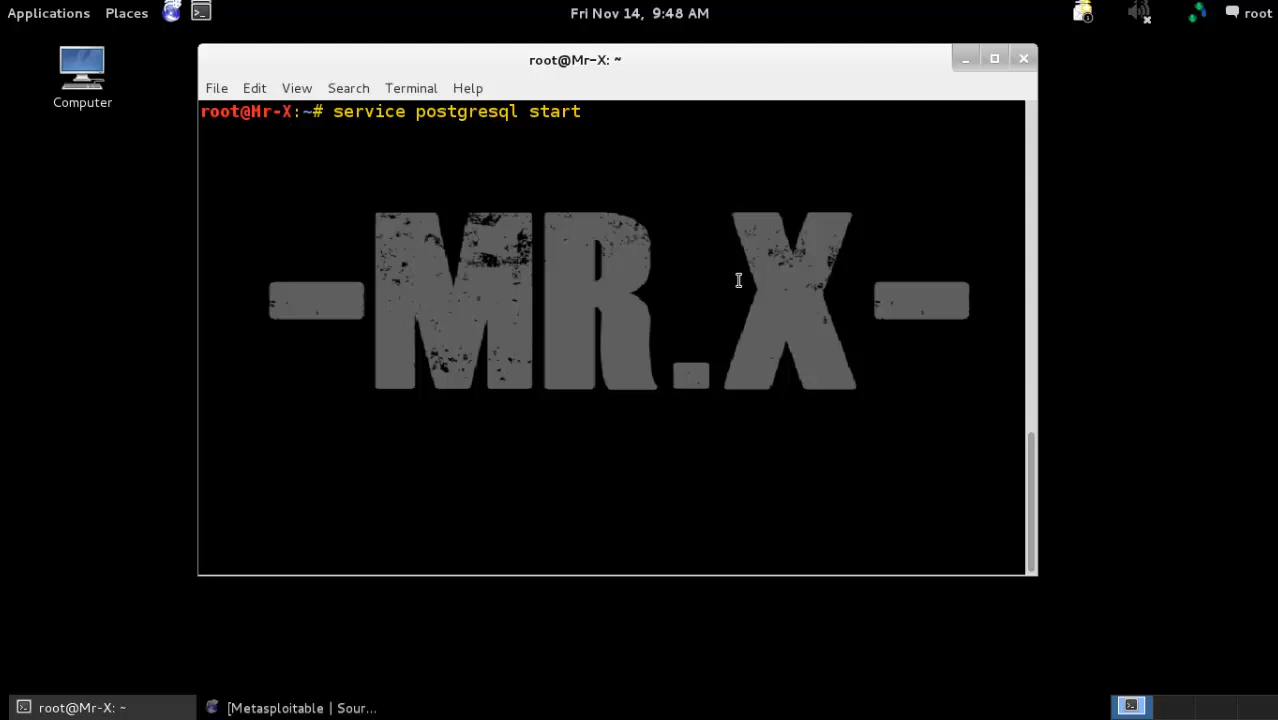 Applications Places Fri Nov 14, 9:48 AM root
Computer
root@Mr-X: ~
File Edit View Search Terminal Help
root@Mr-X:~# service postgresql start
-MR.X-
root@Mr-X: ~ [Metasploitable | Sour...